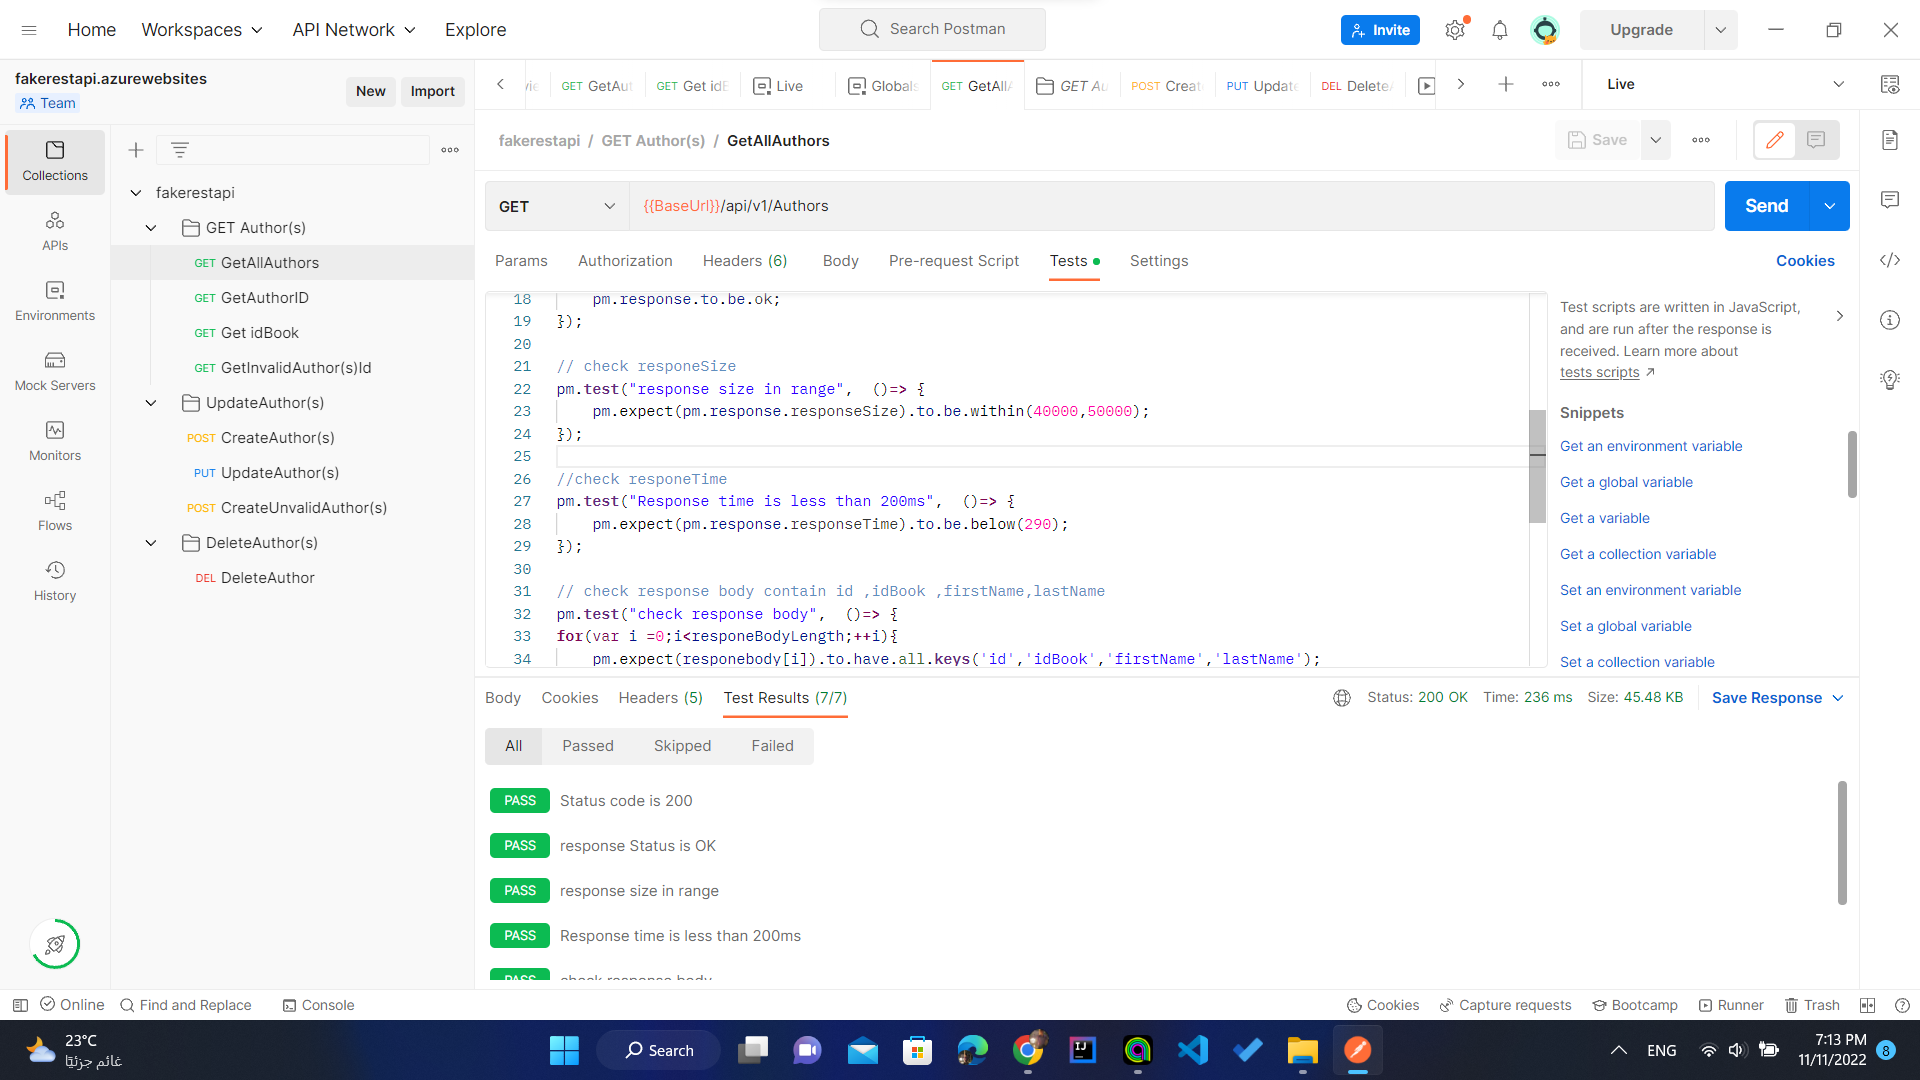 Home
Workspaces
API Network
Explore
Search Postman
Invite
Upgrade
fakerestapi.azurewebsites
Team
New
Import
GET GetAut
GET Get idE
Live
Globals
GET GetAllA
GET Au
POST Creat
PUT Update
DEL DeleteA
Live
Collections
APIs
Environments
Mock Servers
Monitors
Flows
History
fakerestapi
GET Author(s)
GET GetAllAuthors
GET GetAuthorID
GET Get idBook
GET GetInvalidAuthor(s)Id
UpdateAuthor(s)
POST CreateAuthor(s)
PUT UpdateAuthor(s)
POST CreateUnvalidAuthor(s)
DeleteAuthor(s)
DEL DeleteAuthor
fakerestapi / GET Author(s) / GetAllAuthors
Save
GET
{{BaseUrl}}/api/v1/Authors
Send
Params
Authorization
Headers (6)
Body
Pre-request Script
Tests
Settings
Cookies
18 pm.response.to.be.ok;
19 });
20
21 // check responeSize
22 pm.test("response size in range", ()=> {
23 pm.expect(pm.response.responseSize).to.be.within(40000,50000);
24 });
25
26 //check responeTime
27 pm.test("Response time is less than 200ms", ()=> {
28 pm.expect(pm.response.responseTime).to.be.below(290);
29 });
30
31 // check response body contain id ,idBook ,firstName,lastName
32 pm.test("check response body", ()=> {
33 for(var i =0;i<responeBodyLength;++i){
34 pm.expect(responebody[i]).to.have.all.keys('id','idBook','firstName','lastName');
Test scripts are written in JavaScript,
and are run after the response is
received. Learn more about
tests scripts
Snippets
Get an environment variable
Get a global variable
Get a variable
Get a collection variable
Set an environment variable
Set a global variable
Set a collection variable
Body
Cookies
Headers (5)
Test Results (7/7)
Status: 200 OK
Time: 236 ms
Size: 45.48 KB
Save Response
All
Passed
Skipped
Failed
PASS Status code is 200
PASS response Status is OK
PASS response size in range
PASS Response time is less than 200ms
PASS check response body
Online
Find and Replace
Console
Cookies
Capture requests
Bootcamp
Runner
Trash
23°C
غائم جزئيًا
Search
ENG
7:13 PM
11/11/2022
8